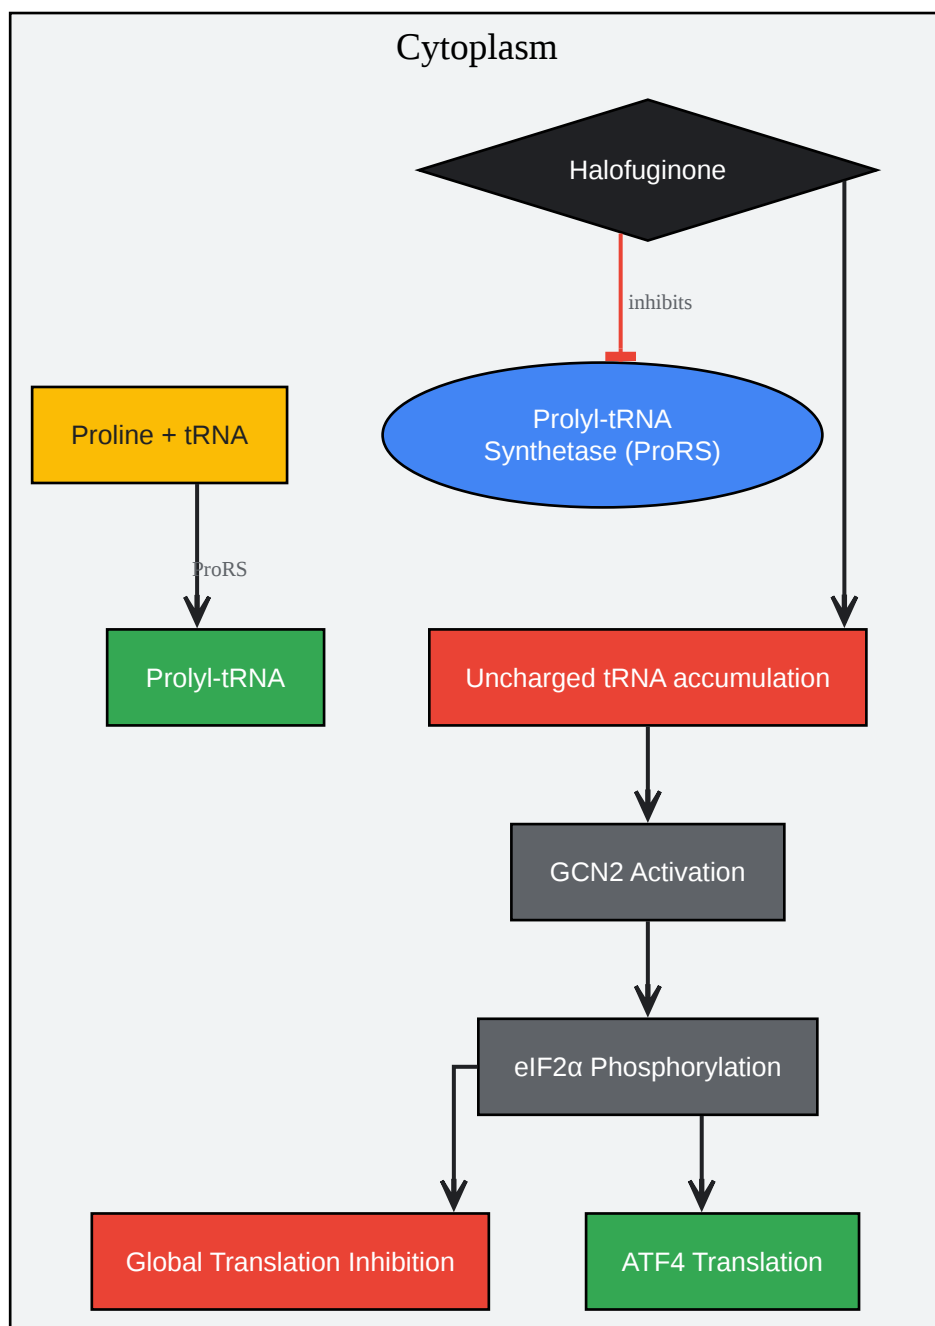 Cytoplasm
Halofuginone
inhibits
Proline + tRNA
Prolyl-tRNA
Synthetase (ProRS)
ProRS
Prolyl-tRNA
Uncharged tRNA accumulation
GCN2 Activation
eIF2α Phosphorylation
Global Translation Inhibition
ATF4 Translation